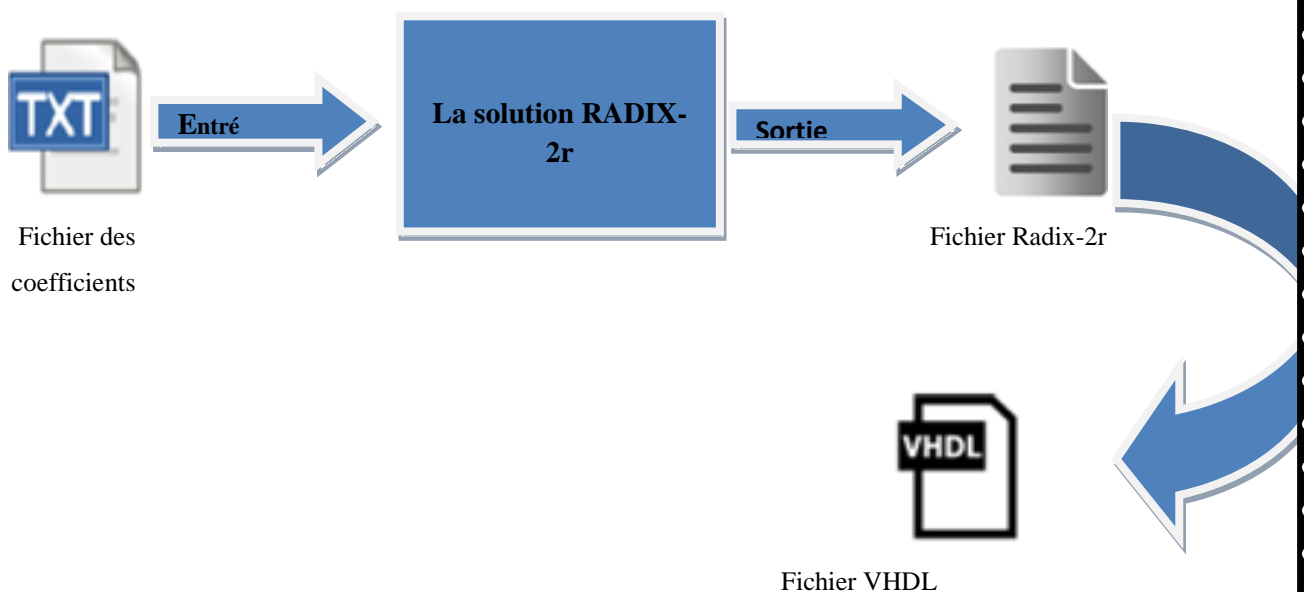 TXT
Entré
La solution RADIX-
2r
Sortie
Fichier des
coefficients
Fichier Radix-2r
VHDL
Fichier VHDL